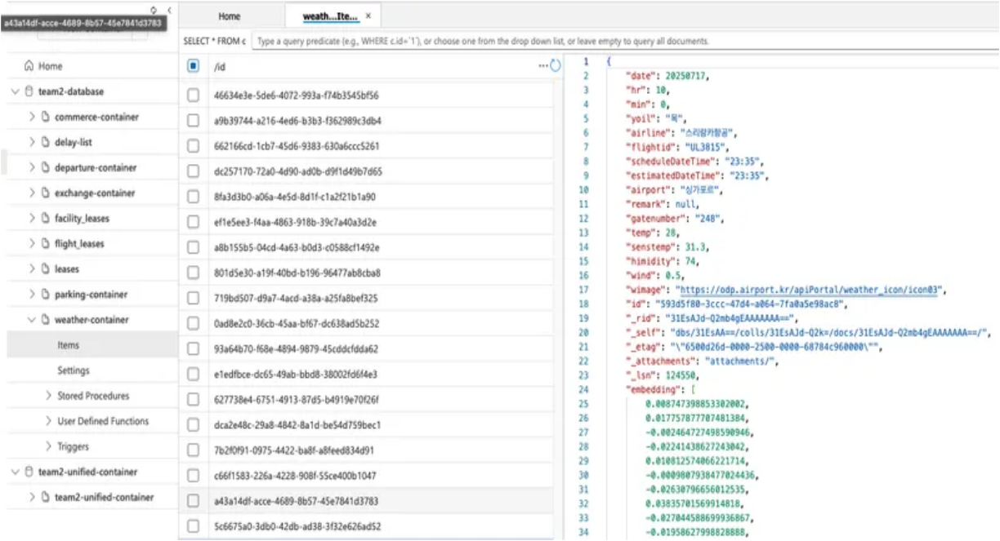 a43a14df-acce-4689-8b57-45e7841d3783
Home
weath...Ite...
SELECT * FROM c
Type a query predicate (e.g., WHERE c.id='1'), or choose one from the drop down list, or leave empty to query all documents.
Home
team2-database
commerce-container
delay-list
departure-container
exchange-container
facility_leases
flight_leases
leases
parking-container
weather-container
Items
Settings
Stored Procedures
User Defined Functions
Triggers
team2-unified-container
team2-unified-container
/id
46634e3e-5de6-4072-993a-f74b3545bf56
a9b39744-a216-4ed6-b3b3-f362989c3db4
662166cd-1cb7-45d6-9383-630a6ccc5261
dc257170-72a0-4d90-ad0b-d9f1d49b7d65
8fa3d3b0-a06a-4e5d-8d1f-c1a2f21b1a90
ef1e5ee3-f4aa-4863-918b-39c7a40a3d2e
a8b155b5-04cd-4a63-b0d3-c0588cf1492e
801d5e30-a19f-40bd-b196-96477ab8cba8
719bd507-d9a7-4acd-a38a-a25fa8bef325
0ad8e2c0-36cb-45aa-bf67-dc638ad5b252
93a64b70-f68e-4894-9879-45cddcfdda62
e1edfbce-dc65-49ab-bbd8-38002fd6f4e3
627738e4-6751-4913-87d5-b4919e70f26f
dca2e48c-29a8-4842-8a1d-be54d759bec1
7b2f0f91-0975-4422-ba8f-a8feed834d91
c66f1583-226a-4228-908f-55ce400b1047
a43a14df-acce-4689-8b57-45e7841d3783
5c6675a0-3db0-42db-ad38-3f32e626ad52
1 {
2 "date": 20250717,
3 "hr": 10,
4 "min": 0,
5 "yoil": "목",
6 "airline": "스리랑카항공",
7 "flightid": "UL3815",
8 "scheduleDateTime": "23:35",
9 "estimatedDateTime": "23:35",
10 "airport": "싱가포르",
11 "remark": null,
12 "gatenumber": "248",
13 "temp": 28,
14 "senstemp": 31.3,
15 "himidity": 74,
16 "wind": 0.5,
17 "wimage": "https://odp.airport.kr/apiPortal/weather_icon/icon03",
18 "id": "593d5f80-3ccc-47d4-a064-7fa0a5e98ac8",
19 "_rid": "31EsAJd-Q2mb4gEAAAAAAA==",
20 "_self": "dbs/31EsAA==/colls/31EsAJd-Q2k=/docs/31EsAJd-Q2mb4gEAAAAAAA==/",
21 "_etag": "\"6500d26d-0000-2500-0000-68784c960000\"",
22 "_attachments": "attachments/",
23 "_lsn": 124550,
24 "embedding": [
25 0.008747398853302002,
26 0.017757877707481384,
27 -0.002464727498590946,
28 -0.02241438627243042,
29 0.010812574066221714,
30 -0.0009807938477024436,
31 -0.02630796656012535,
32 0.03835701569914818,
33 -0.027044588699936867,
34 -0.01958627998828888,